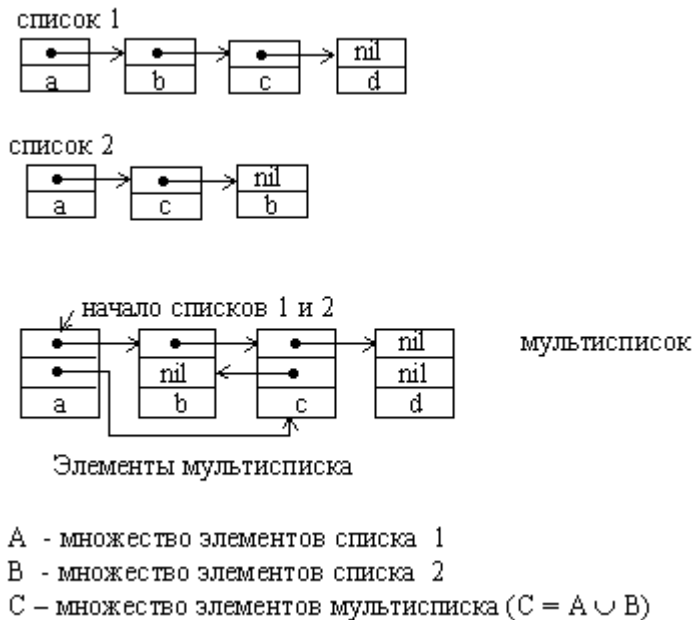 список 1
nil
a b c d
список 2
nil
a c b
начало списков 1 и 2
nil мультисписок
nil nil
a b c d
Элементы мультисписка
A - множество элементов списка 1
B - множество элементов списка 2
C – множество элементов мультисписка (C = A ∪ B)